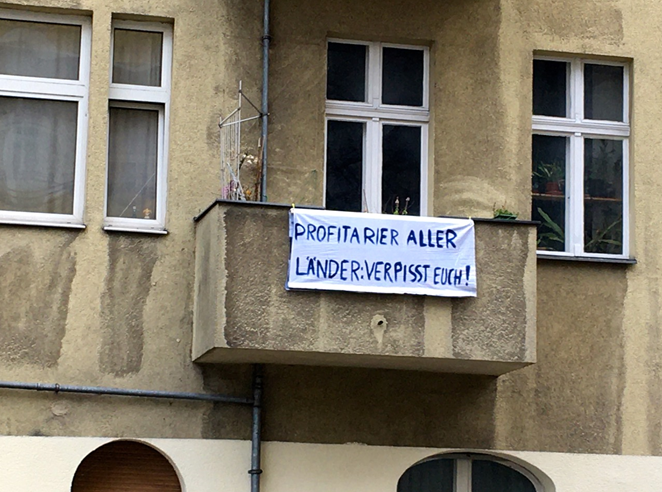 PROFITARIER ALLER
LÄNDER:VERPISST EUCH!